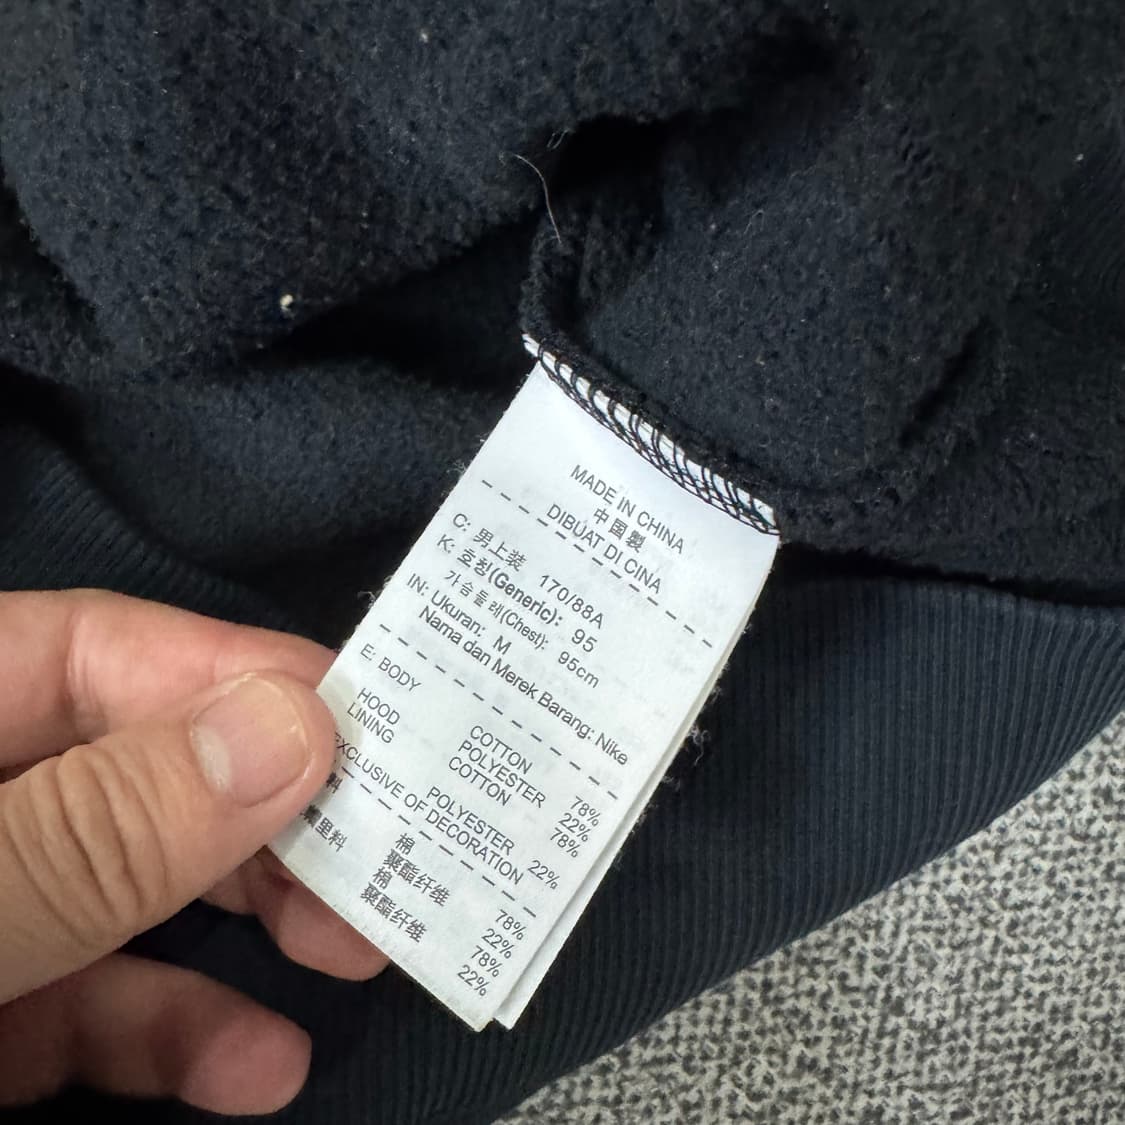 MADE IN CHINA
中国製
DIBUAT DI CINA
C: 男上装 170/88A
K: 호칭(Generic): 95
가슴둘레(Chest): 95cm
IN: Ukuran: M
Nama dan Merek Barang: Nike
E: BODY COTTON 78%
POLYESTER 22%
HOOD LINING COTTON 78%
POLYESTER 22%
EXCLUSIVE OF DECORATION
料 棉 78%
聚酯纤维 22%
里料 棉 78%
聚酯纤维 22%